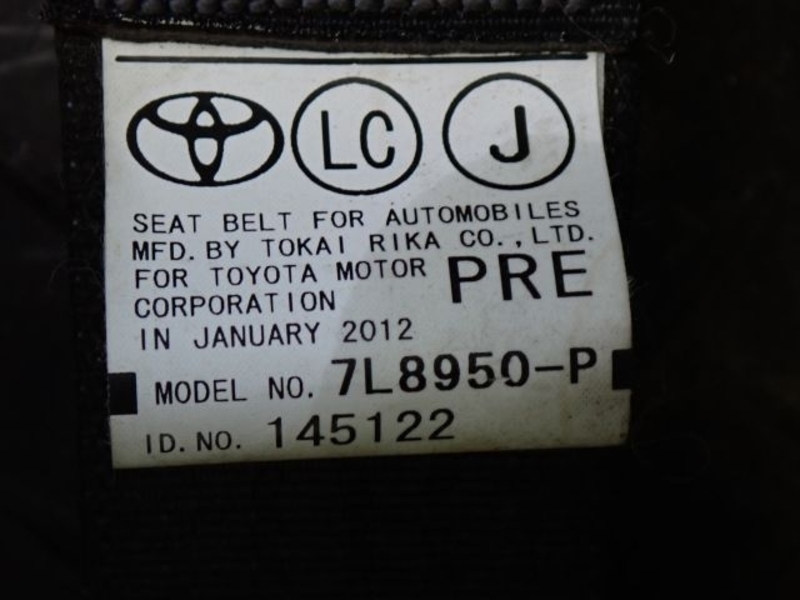 LC J
SEAT BELT FOR AUTOMOBILES
MFD. BY TOKAI RIKA CO., LTD.
FOR TOYOTA MOTOR PRE
CORPORATION
IN JANUARY 2012
MODEL NO. 7L8950-P
ID. NO. 145122